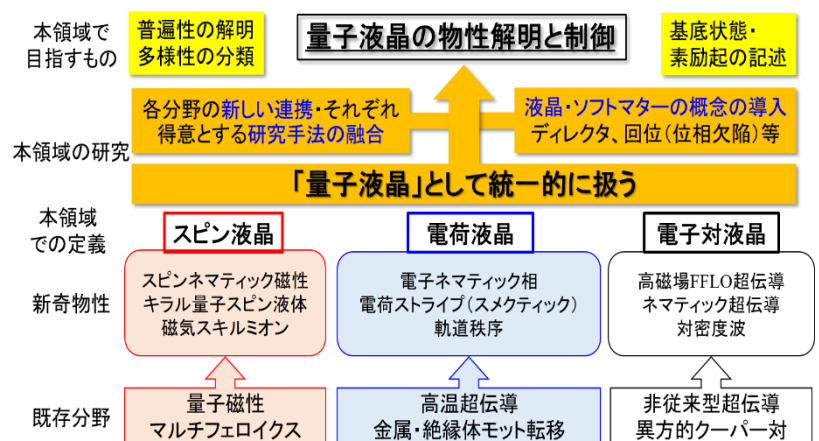 本領域で
目指すもの
普遍性の解明
多様性の分類
量子液晶の物性解明と制御
基底状態・
素励起の記述
本領域の研究
各分野の新しい連携・それぞれ
得意とする研究手法の融合
液晶・ソフトマターの概念の導入
ディレクタ、回位(位相欠陥)等
「量子液晶」として統一的に扱う
本領域
での定義
スピン液晶
電荷液晶
電子対液晶
新奇物性
スピンネマティック磁性
キラル量子スピン液体
磁気スキルミオン
電子ネマティック相
電荷ストライプ(スメクティック)
軌道秩序
高磁場FFLO超伝導
ネマティック超伝導
対密度波
既存分野
量子磁性
マルチフェロイクス
高温超伝導
金属・絶縁体モット転移
非従来型超伝導
異方的クーパー対